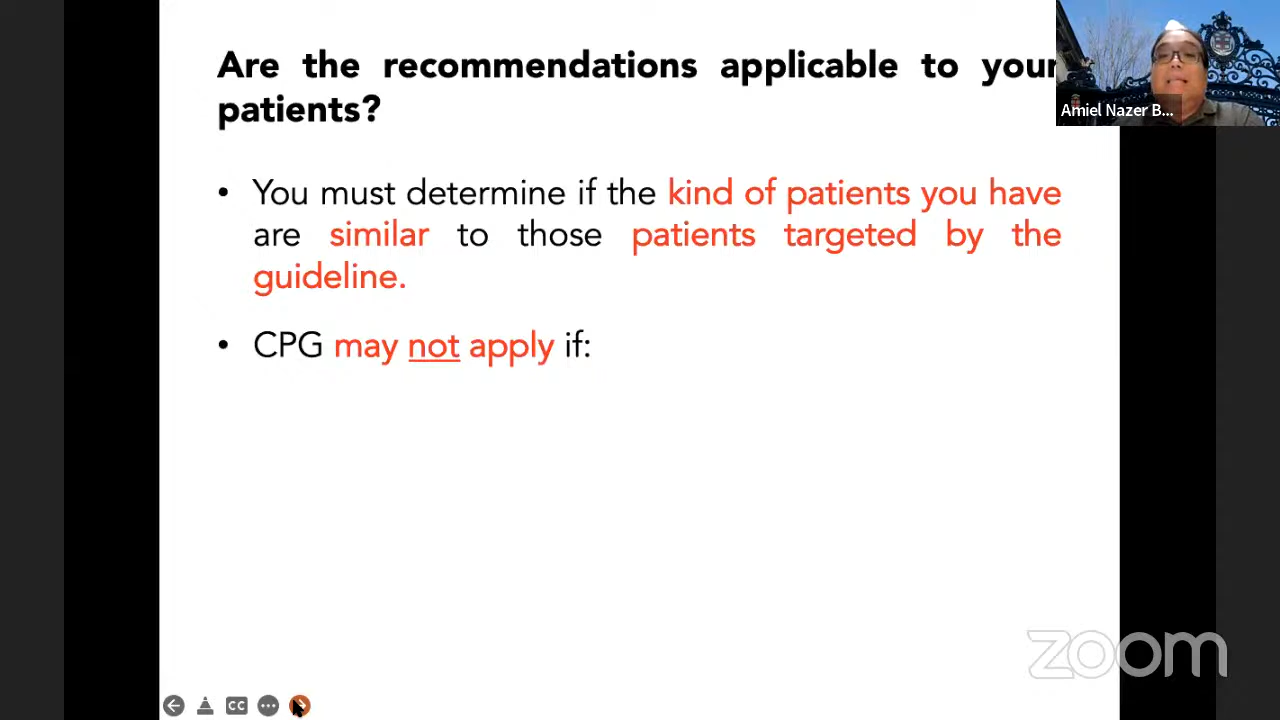 Are the recommendations applicable to your
patients?
Amiel Nazer B...
• You must determine if the kind of patients you have
are similar to those patients targeted by the
guideline.
• CPG may not apply if:
zoom
CC